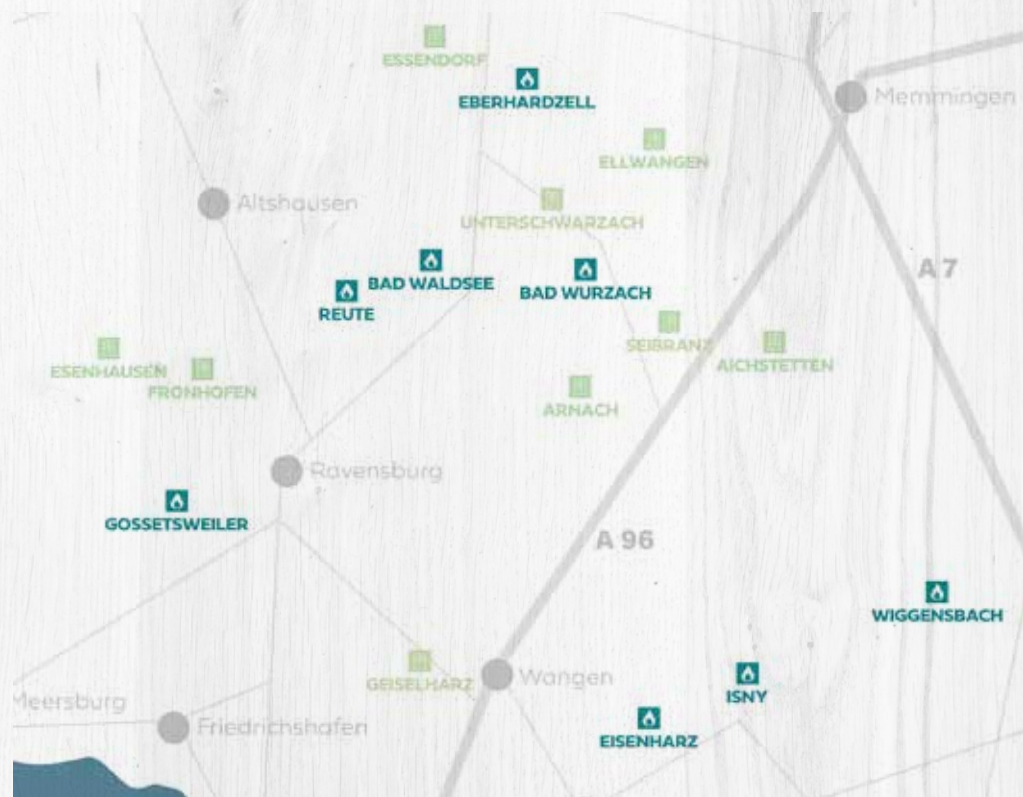 ESSENDORF
EBERHARDZELL
Memmingen
ELLWANGEN
Altshausen
UNTERSCHWARZACH
A 7
BAD WALDSEE
BAD WURZACH
REUTE
SEIBRANZ
AICHSTETTEN
ESENHAUSEN
FRONHOFEN
ARNACH
Ravensburg
GOSSETSWEILER
A 96
WIGGENSBACH
GEISELHARZ
Wangen
ISNY
Meersburg
Friedrichshafen
EISENHARZ